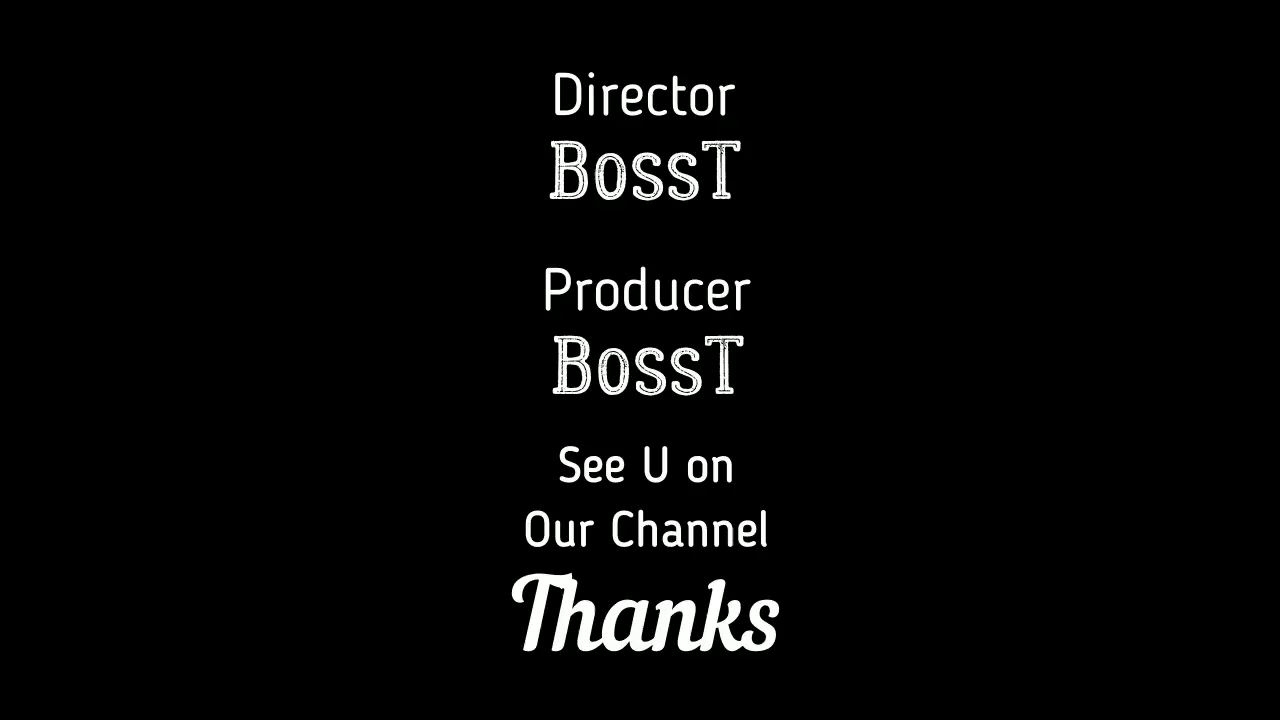 Director
BossT
Producer
BossT
See U on
Our Channel
Thanks